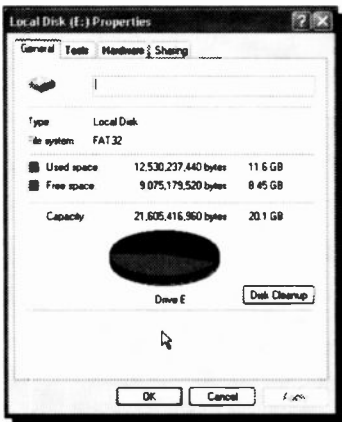 Local Disk (E:) Properties
General Tools Hardware Sharing
Type Local Disk
File system FAT32
Used space 12,530,237,440 bytes 11.6 GB
Free space 9,075,179,520 bytes 8.45 GB
Capacity 21,605,416,960 bytes 20.1 GB
Drive E
Disk Cleanup
OK Cancel Apply